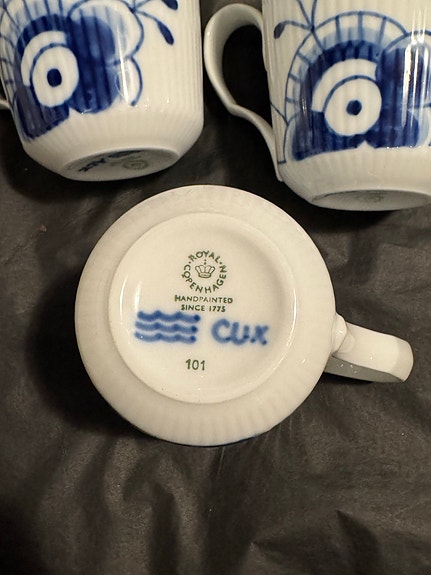 ROYAL
COPENHAGEN
HANDPAINTED
SINCE 1775
CUX
101